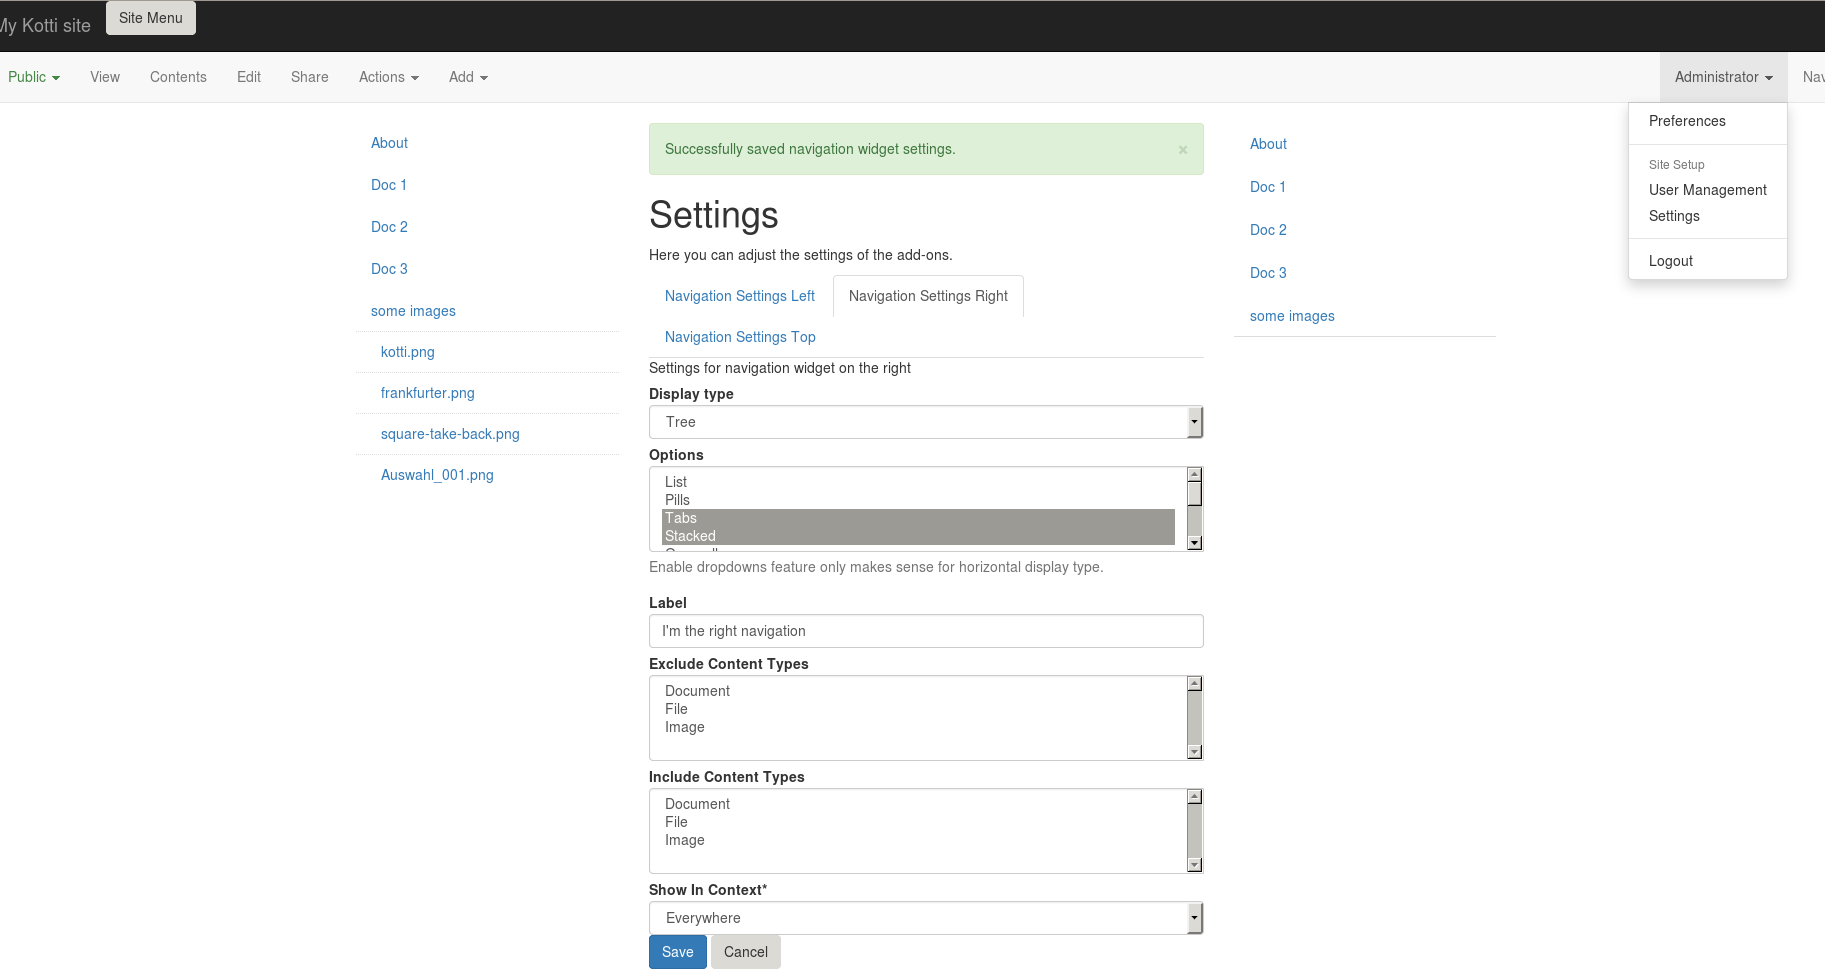 My Kotti site
Site Menu
Public
View
Contents
Edit
Share
Actions
Add
Administrator
Preferences
Site Setup
User Management
Settings
Logout
About
Doc 1
Doc 2
Doc 3
some images
kotti.png
frankfurter.png
square-take-back.png
Auswahl_001.png
Successfully saved navigation widget settings.
×
Settings
Here you can adjust the settings of the add-ons.
Navigation Settings Left
Navigation Settings Right
Navigation Settings Top
Settings for navigation widget on the right
Display type
Tree
Options
List
Pills
Tabs
Stacked
Enable dropdowns feature only makes sense for horizontal display type.
Label
I'm the right navigation
Exclude Content Types
Document
File
Image
Include Content Types
Document
File
Image
Show In Context*
Everywhere
Save
Cancel
About
Doc 1
Doc 2
Doc 3
some images